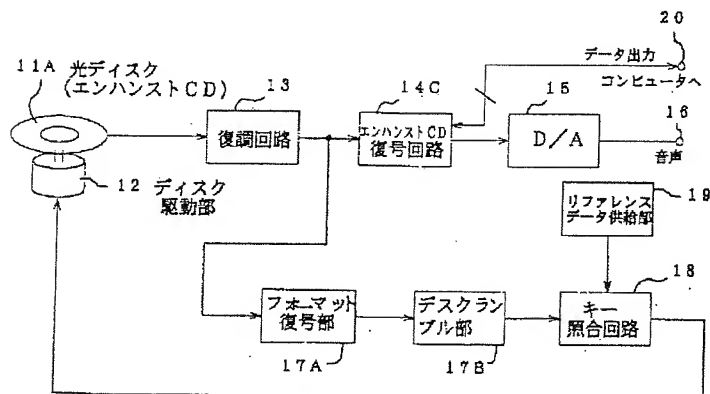 20
データ出力
コンピュータへ
11A 光ディスク
(エンハンストCD)
13
復調回路
14C
エンハンストCD
復号回路
15
D/A
16
音声
12 ディスク
駆動部
19
リファレンス
データ供給部
フォーマット
復号部
17A
デスクラン
ブル部
17B
18
キー
照合回路